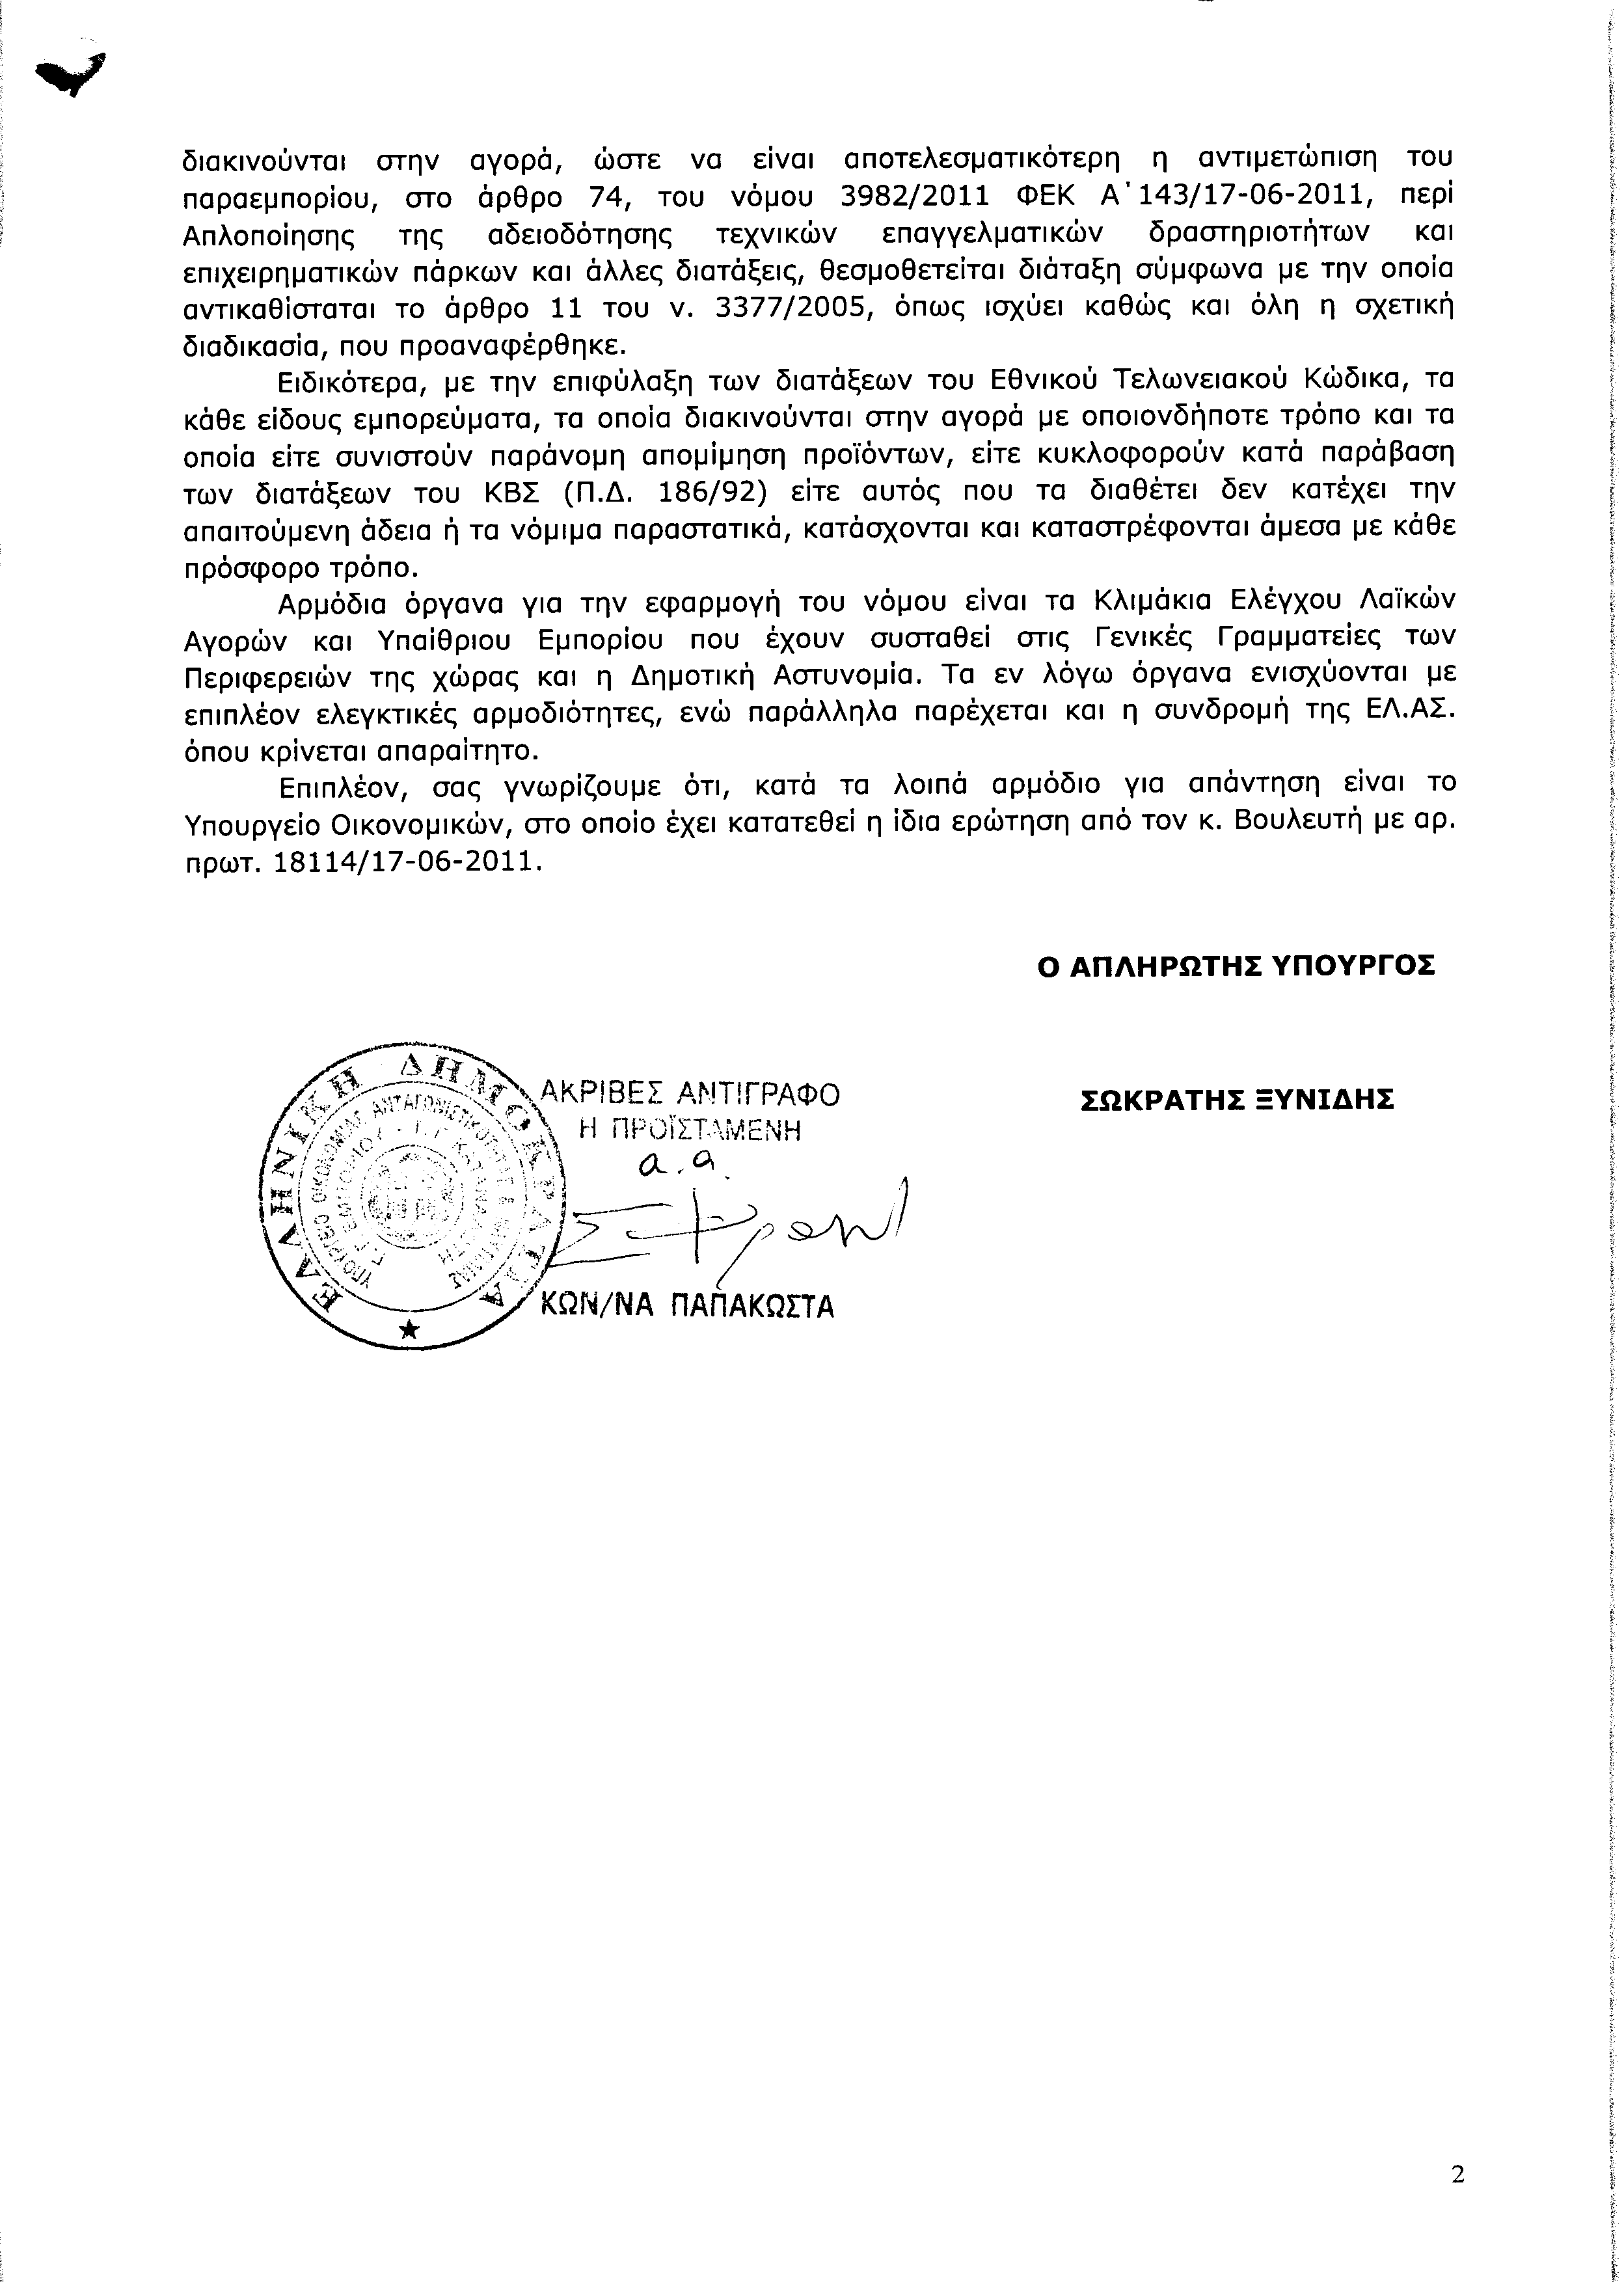 διακινούνται στην αγορά, ώστε να είναι αποτελεσματικότερη η αντιμετώπιση του
παραεμπορίου, στο άρθρο 74, του νόμου 3982/2011 ΦΕΚ Α'143/17-06-2011, περί
Απλοποίησης της αδειοδότησης τεχνικών επαγγελματικών δραστηριοτήτων και
επιχειρηματικών πάρκων και άλλες διατάξεις, θεσμοθετείται διάταξη σύμφωνα με την οποία
αντικαθίσταται το άρθρο 11 του ν. 3377/2005, όπως ισχύει καθώς και όλη η σχετική
διαδικασία, που προαναφέρθηκε.
Ειδικότερα, με την επιφύλαξη των διατάξεων του Εθνικού Τελωνειακού Κώδικα, τα
κάθε είδους εμπορεύματα, τα οποία διακινούνται στην αγορά με οποιονδήποτε τρόπο και τα
οποία είτε συνιστούν παράνομη απομίμηση προϊόντων, είτε κυκλοφορούν κατά παράβαση
των διατάξεων του ΚΒΣ (Π.Δ. 186/92) είτε αυτός που τα διαθέτει δεν κατέχει την
απαιτούμενη άδεια ή τα νόμιμα παραστατικά, κατάσχονται και καταστρέφονται άμεσα με κάθε
πρόσφορο τρόπο.
Αρμόδια όργανα για την εφαρμογή του νόμου είναι τα Κλιμάκια Ελέγχου Λαϊκών
Αγορών και Υπαίθριου Εμπορίου που έχουν συσταθεί στις Γενικές Γραμματείες των
Περιφερειών της χώρας και η Δημοτική Αστυνομία. Τα εν λόγω όργανα ενισχύονται με
επιπλέον ελεγκτικές αρμοδιότητες, ενώ παράλληλα παρέχεται και η συνδρομή της ΕΛ.ΑΣ.
όπου κρίνεται απαραίτητο.
Επιπλέον, σας γνωρίζουμε ότι, κατά τα λοιπά αρμόδιο για απάντηση είναι το
Υπουργείο Οικονομικών, στο οποίο έχει κατατεθεί η ίδια ερώτηση από τον κ. Βουλευτή με αρ.
πρωτ. 18114/17-06-2011.
Ο ΑΠΛΗΡΩΤΗΣ ΥΠΟΥΡΓΟΣ
ΣΩΚΡΑΤΗΣ ΞΥΝΙΔΗΣ
ΕΛΛΗΝΙΚΗ ΔΗΜΟΚΡΑΤΙΑ
ΑΚΡΙΒΕΣ ΑΝΤΙΓΡΑΦΟ
Η ΠΡΟΪΣΤΑΜΕΝΗ
α.α.
ΚΩΝ/ΝΑ ΠΑΠΑΚΩΣΤΑ
2